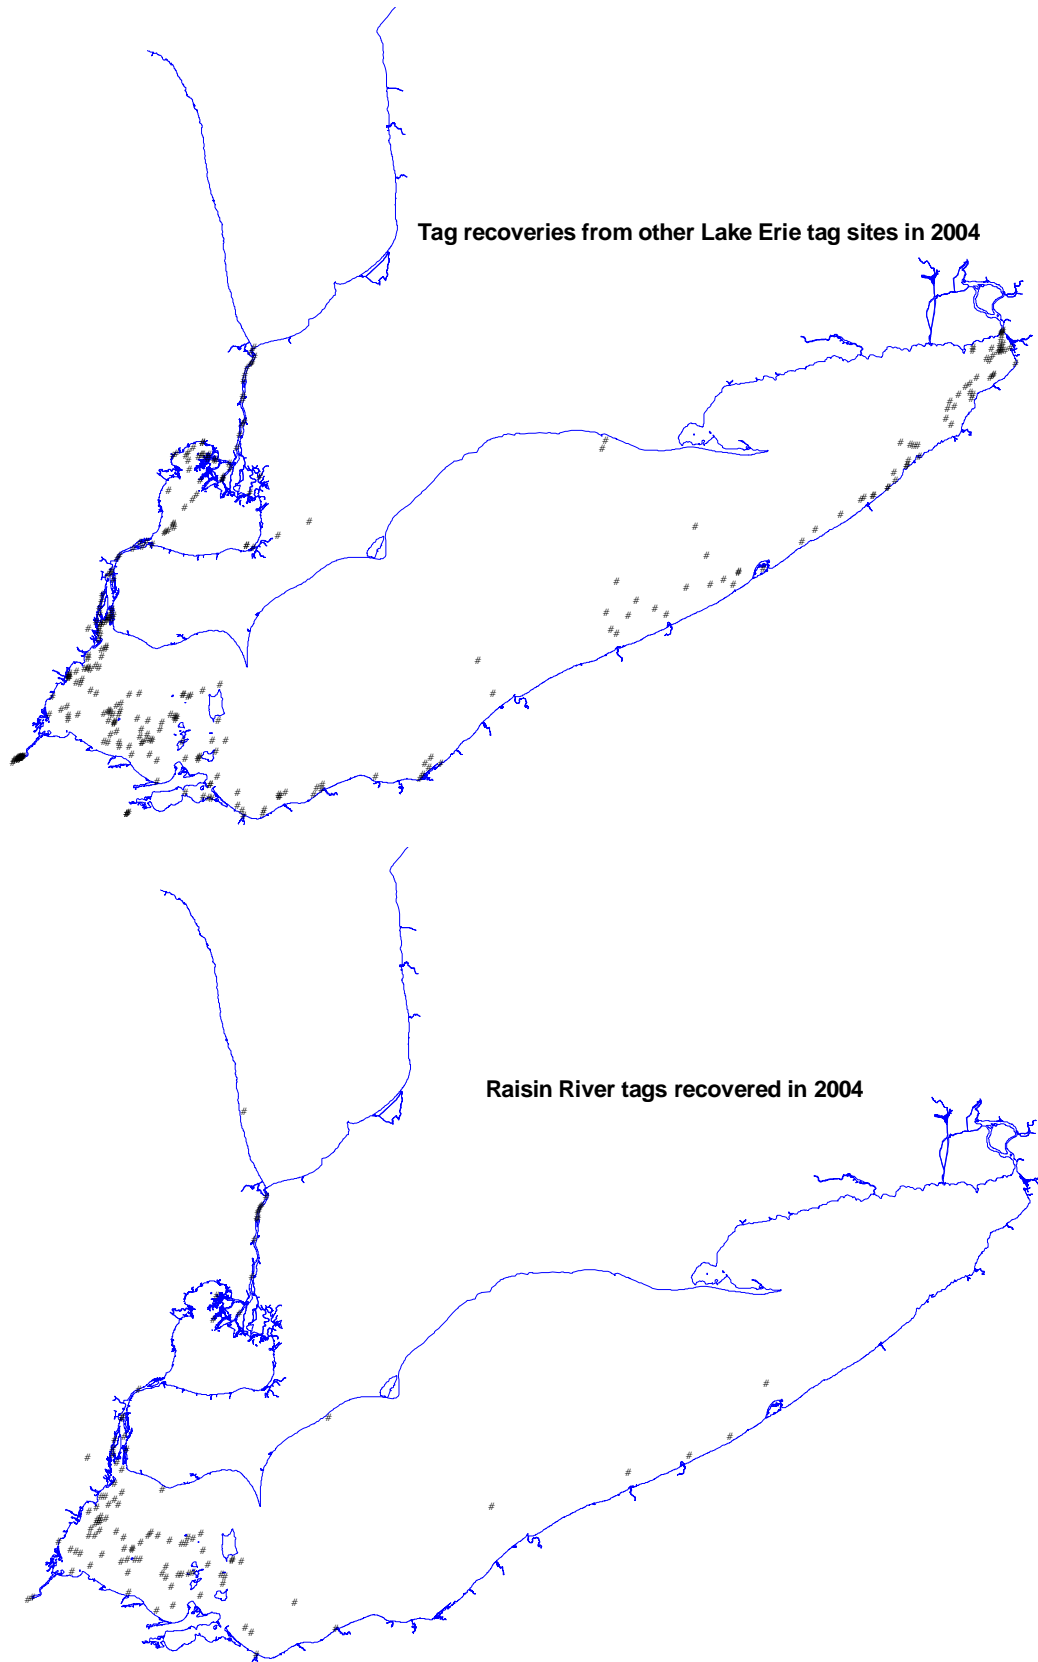 Tag recoveries from other Lake Erie tag sites in 2004
Raisin River tags recovered in 2004